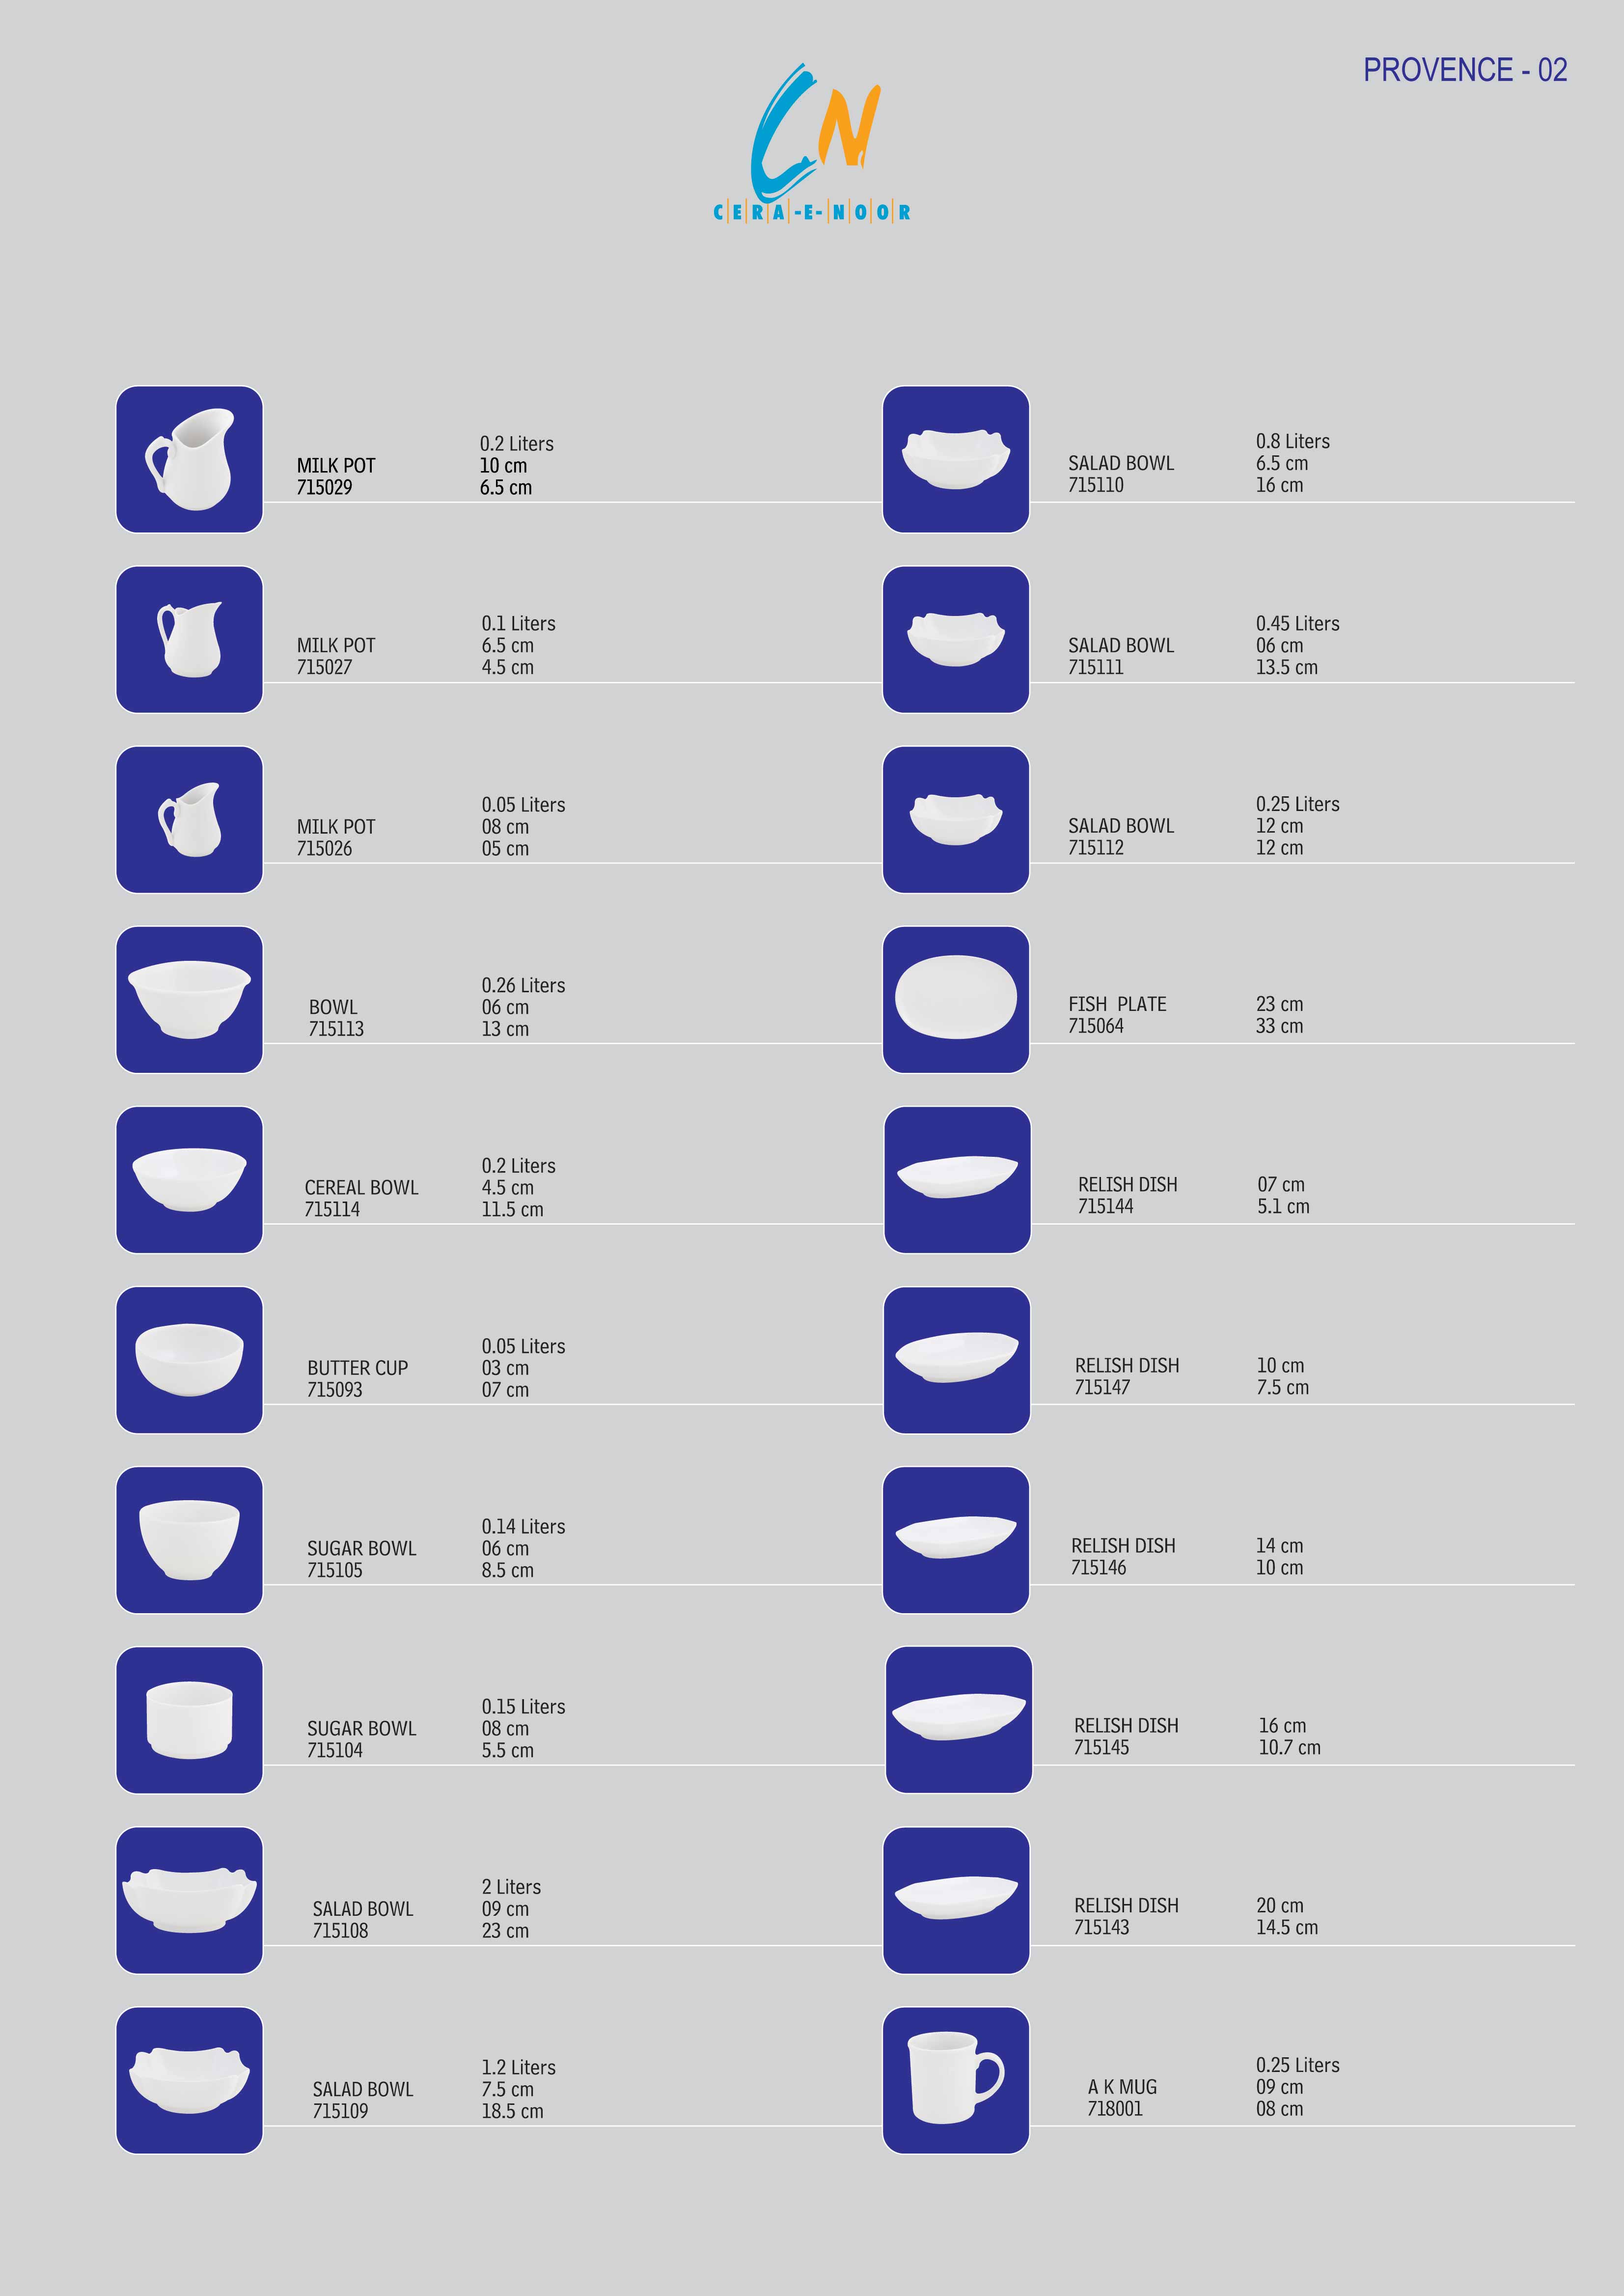 PROVENCE - 02
CN
CERA-E-NOOR
MILK POT
715029
0.2 Liters
10 cm
6.5 cm
MILK POT
715027
0.1 Liters
6.5 cm
4.5 cm
MILK POT
715026
0.05 Liters
08 cm
05 cm
BOWL
715113
0.26 Liters
06 cm
13 cm
CEREAL BOWL
715114
0.2 Liters
4.5 cm
11.5 cm
BUTTER CUP
715093
0.05 Liters
03 cm
07 cm
SUGAR BOWL
715105
0.14 Liters
06 cm
8.5 cm
SUGAR BOWL
715104
0.15 Liters
08 cm
5.5 cm
SALAD BOWL
715108
2 Liters
09 cm
23 cm
SALAD BOWL
715109
1.2 Liters
7.5 cm
18.5 cm
SALAD BOWL
715110
0.8 Liters
6.5 cm
16 cm
SALAD BOWL
715111
0.45 Liters
06 cm
13.5 cm
SALAD BOWL
715112
0.25 Liters
12 cm
12 cm
FISH PLATE
715064
23 cm
33 cm
RELISH DISH
715144
07 cm
5.1 cm
RELISH DISH
715147
10 cm
7.5 cm
RELISH DISH
715146
14 cm
10 cm
RELISH DISH
715145
16 cm
10.7 cm
RELISH DISH
715143
20 cm
14.5 cm
A K MUG
718001
0.25 Liters
09 cm
08 cm